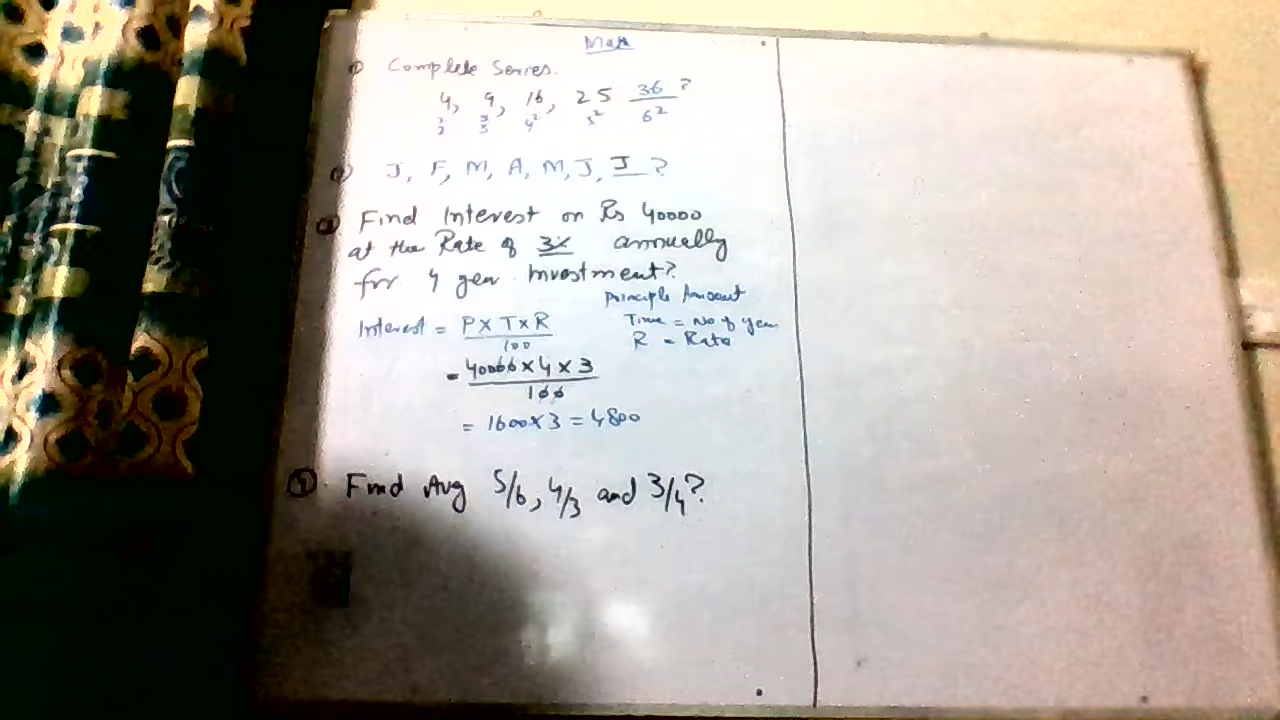 Math
① Complete Series.
4, 9, 16, 25 36 ?
2² 3² 4² 5² 6²
② J, F, M, A, M, J, J ?
③ Find Interest on Rs 40000
at the Rate of 3% annually
for 4 year Investment?
Principle Amount
Interest = P x T x R / 100
Time = No of year
R = Rate
= 40000 x 4 x 3 / 100
= 1600 x 3 = 4800
④ Find Avg 5/6, 4/3 and 3/4?